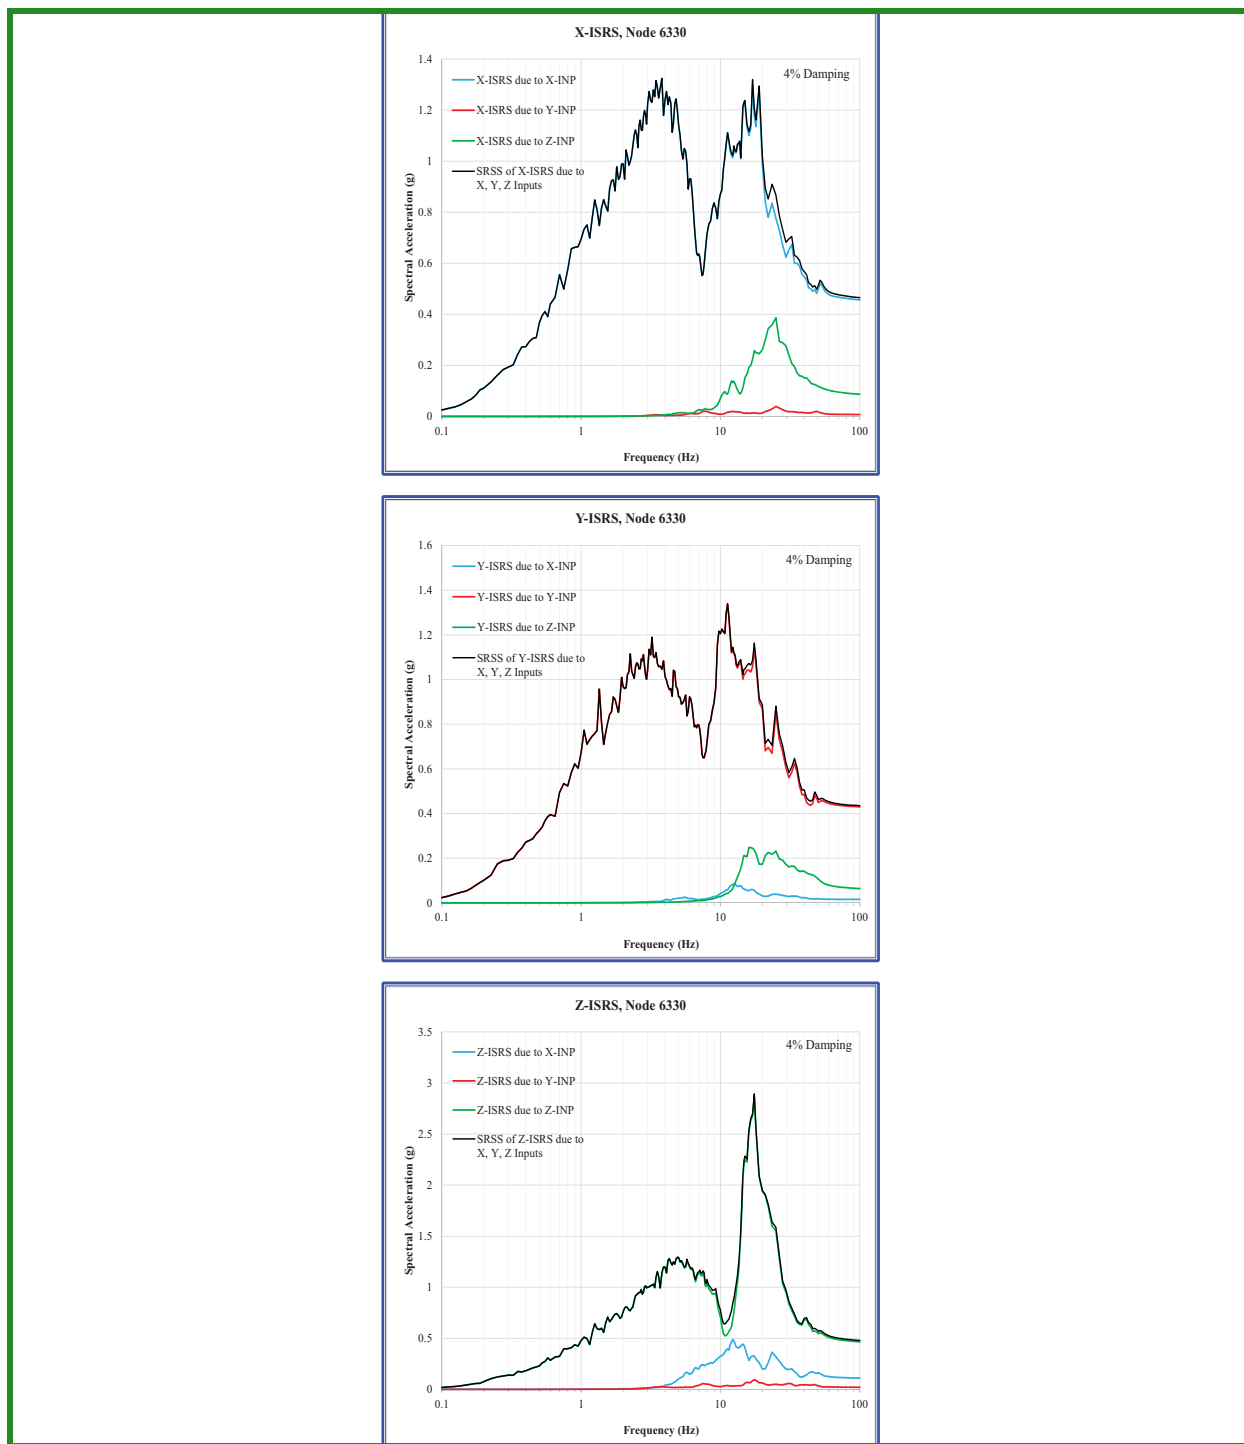 X-ISRS, Node 6330
4% Damping
X-ISRS due to X-INP
X-ISRS due to Y-INP
X-ISRS due to Z-INP
SRSS of X-ISRS due to
X, Y, Z Inputs
Spectral Acceleration (g)
1.4
1.2
1
0.8
0.6
0.4
0.2
0
0.1 1 10 100
Frequency (Hz)
Y-ISRS, Node 6330
4% Damping
Y-ISRS due to X-INP
Y-ISRS due to Y-INP
Y-ISRS due to Z-INP
SRSS of Y-ISRS due to
X, Y, Z Inputs
Spectral Acceleration (g)
1.6
1.4
1.2
1
0.8
0.6
0.4
0.2
0
0.1 1 10 100
Frequency (Hz)
Z-ISRS, Node 6330
4% Damping
Z-ISRS due to X-INP
Z-ISRS due to Y-INP
Z-ISRS due to Z-INP
SRSS of Z-ISRS due to
X, Y, Z Inputs
Spectral Acceleration (g)
3.5
3
2.5
2
1.5
1
0.5
0
0.1 1 10 100
Frequency (Hz)